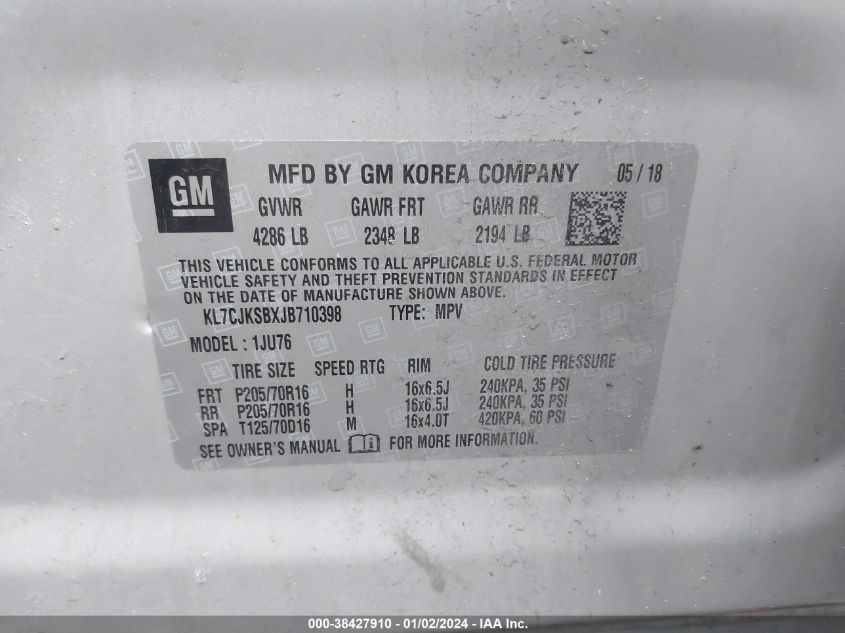 GM
MFD BY GM KOREA COMPANY 05/18
GVWR GAWR FRT GAWR RR
4286 LB 2348 LB 2194 LB
THIS VEHICLE CONFORMS TO ALL APPLICABLE U.S. FEDERAL MOTOR
VEHICLE SAFETY AND THEFT PREVENTION STANDARDS IN EFFECT
ON THE DATE OF MANUFACTURE SHOWN ABOVE.
KL7CJKSBXJB710398 TYPE: MPV
MODEL : 1JU76
TIRE SIZE SPEED RTG RIM COLD TIRE PRESSURE
FRT P205/70R16 H 16x6.5J 240KPA, 35 PSI
RR P205/70R16 H 16x6.5J 240KPA, 35 PSI
SPA T125/70D16 M 16x4.0T 420KPA, 60 PSI
SEE OWNER'S MANUAL FOR MORE INFORMATION.
000-38427910 - 01/02/2024 - IAA Inc.